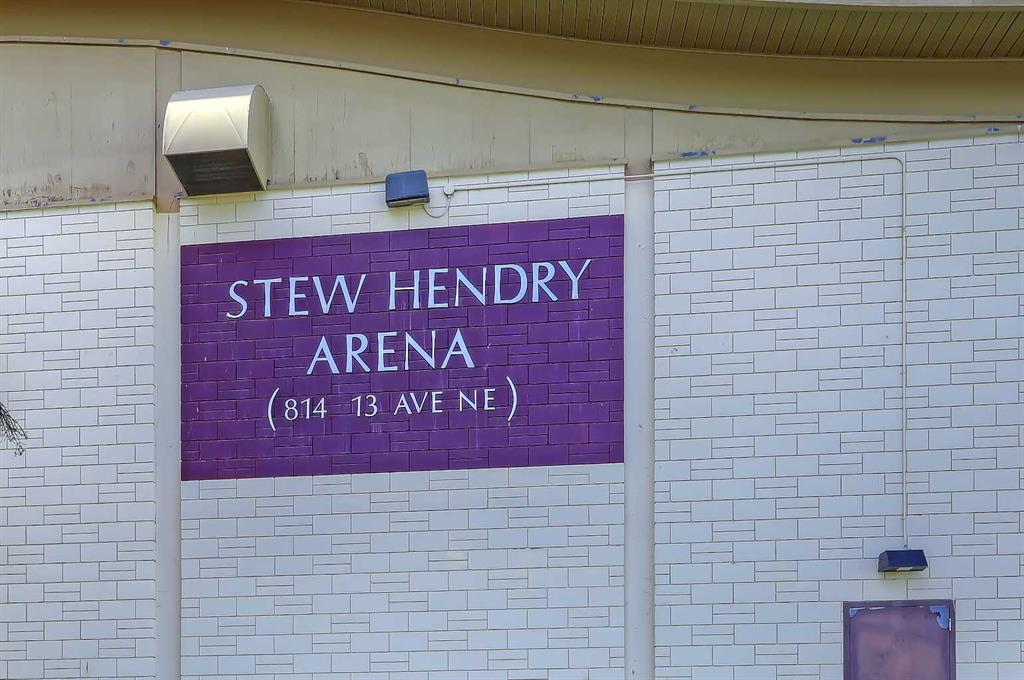 STEW HENDRY
ARENA
(814 13 AVE NE)